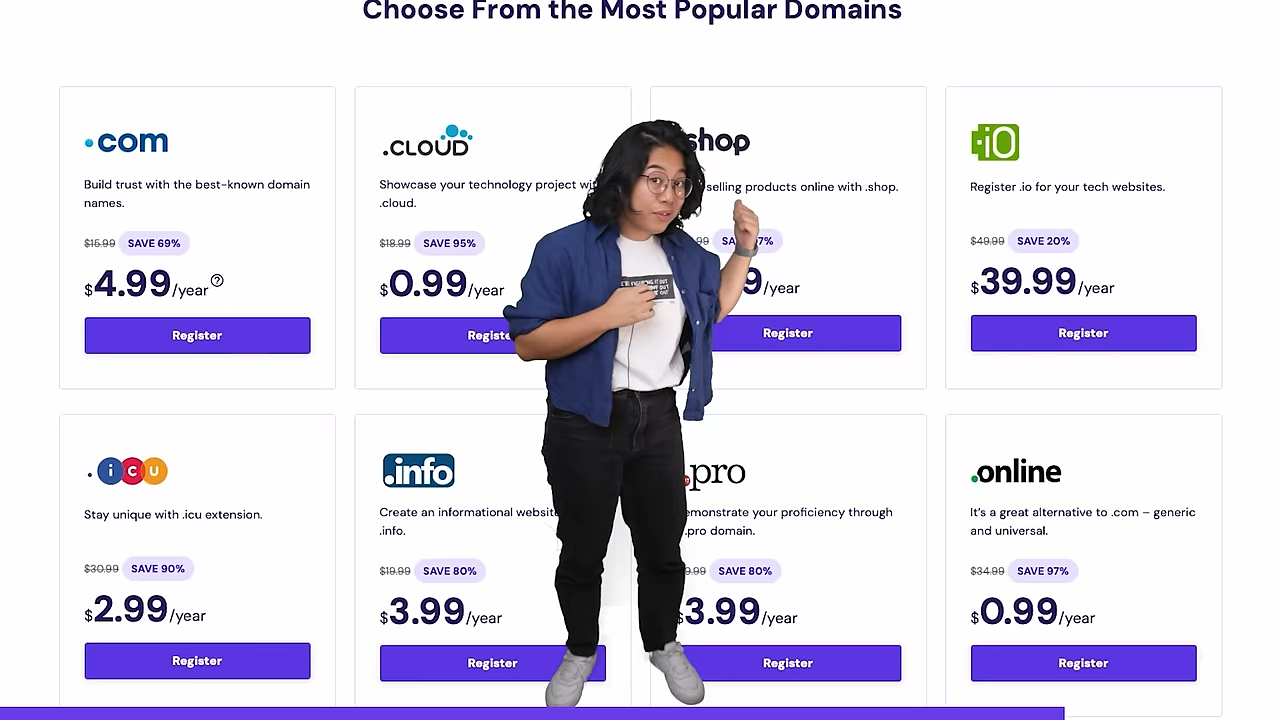 Choose From the Most Popular Domains
.com
Build trust with the best-known domain
names.
$15.99 SAVE 69%
$4.99/year
Register
.CLOUD
Showcase your technology project
.cloud.
$18.99 SAVE 95%
$0.99/year
Register
shop
selling products online with .shop.
/year
Register
.iO
Register .io for your tech websites.
$49.99 SAVE 20%
$39.99/year
Register
.icu
Stay unique with .icu extension.
$30.99 SAVE 90%
$2.99/year
Register
.info
Create an informational website
.info.
$19.99 SAVE 80%
$3.99/year
Register
.pro
emonstrate your proficiency through
.pro domain.
9.99 SAVE 80%
$3.99/year
Register
.online
It's a great alternative to .com – generic
and universal.
$34.99 SAVE 97%
$0.99/year
Register